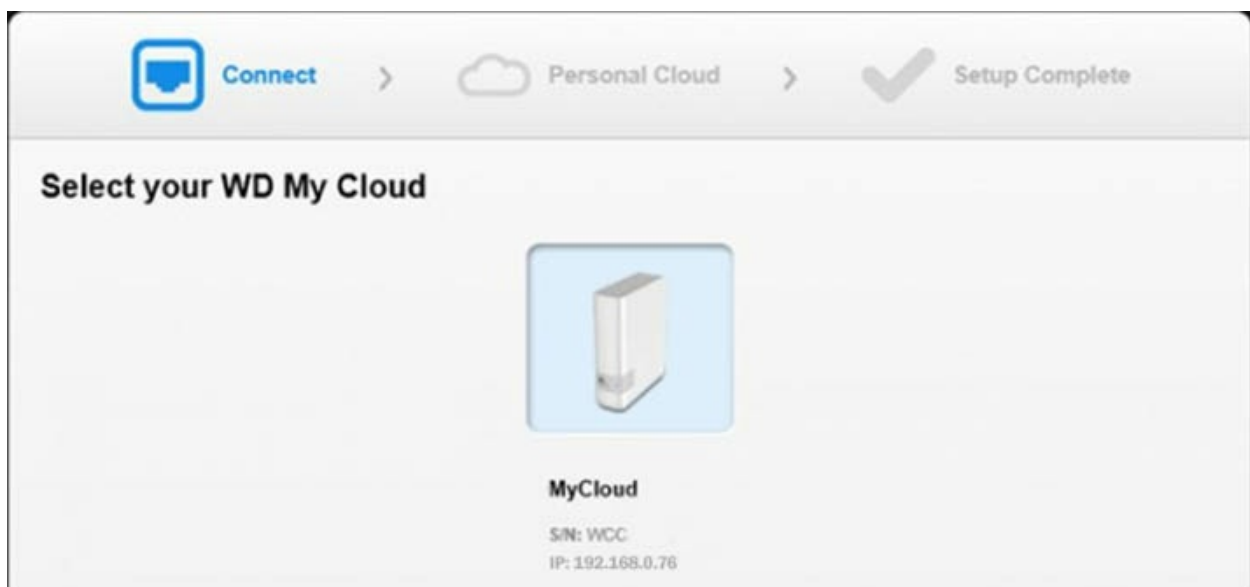 Connect > Personal Cloud > Setup Complete
Select your WD My Cloud
MyCloud
S/N: WCC
IP: 192.168.0.76